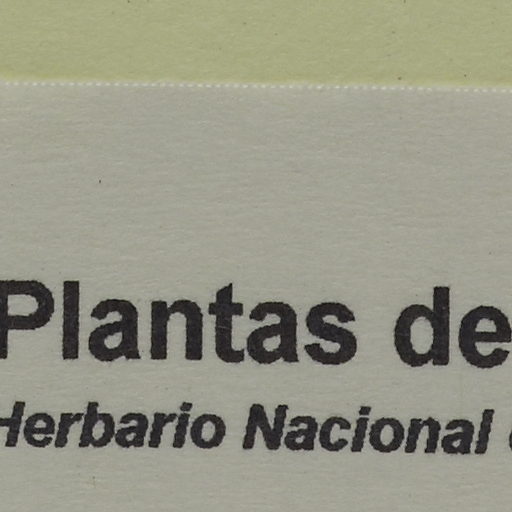 Plantas de
Herbario Nacional